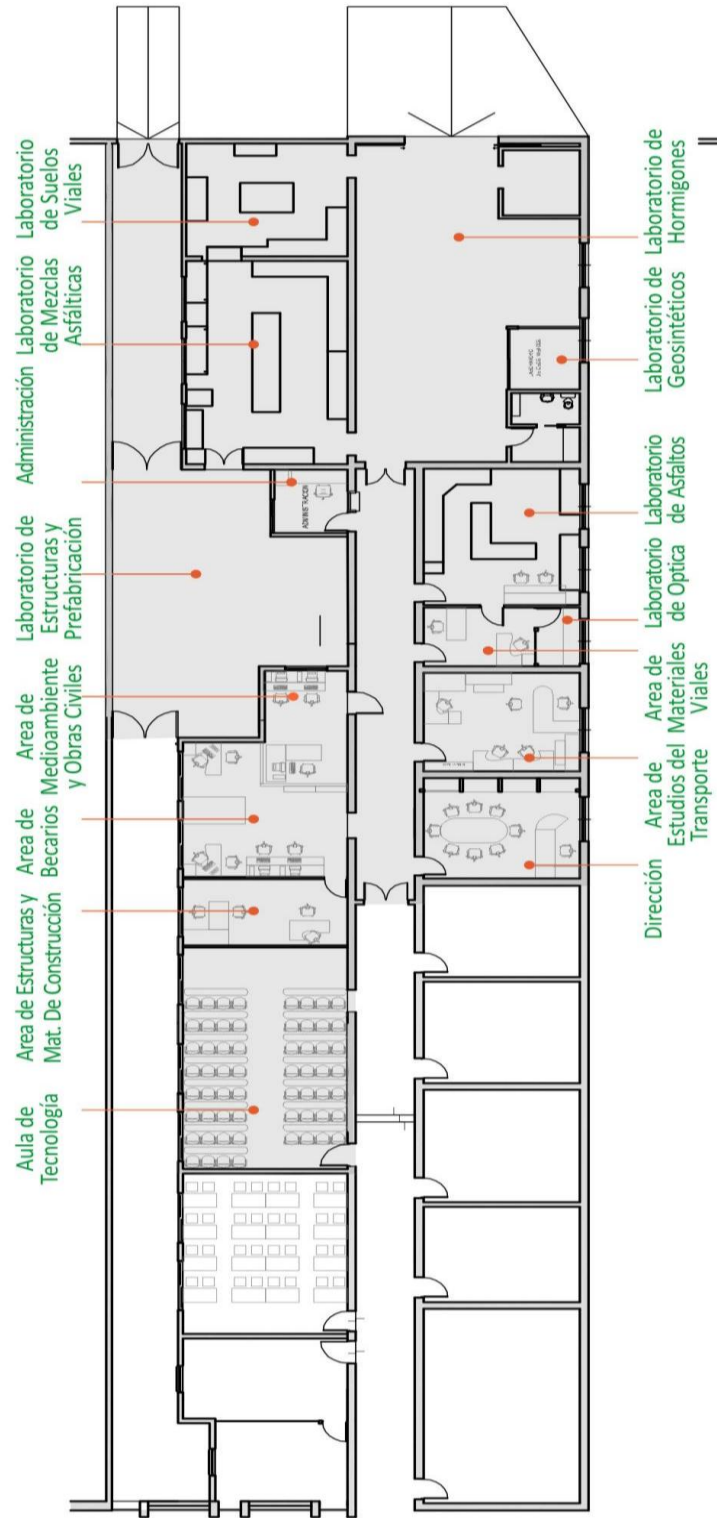 Aula de
Tecnología
Area de Estructuras y
Mat. De Construcción
Area de
Becarios
Area de
Medioambiente
y Obras Civiles
Laboratorio de
Estructuras y
Prefabricación
Administración
Laboratorio
de Mezclas
Asfálticas
Laboratorio
de Suelos
Viales
ADMINISTRACION
Dirección
Area de
Estudios del
Transporte
Area de
Materiales
Viales
Laboratorio
de Optica
Laboratorio
de Asfaltos
Laboratorio de
Geosintéticos
Laboratorio de
Hormigones